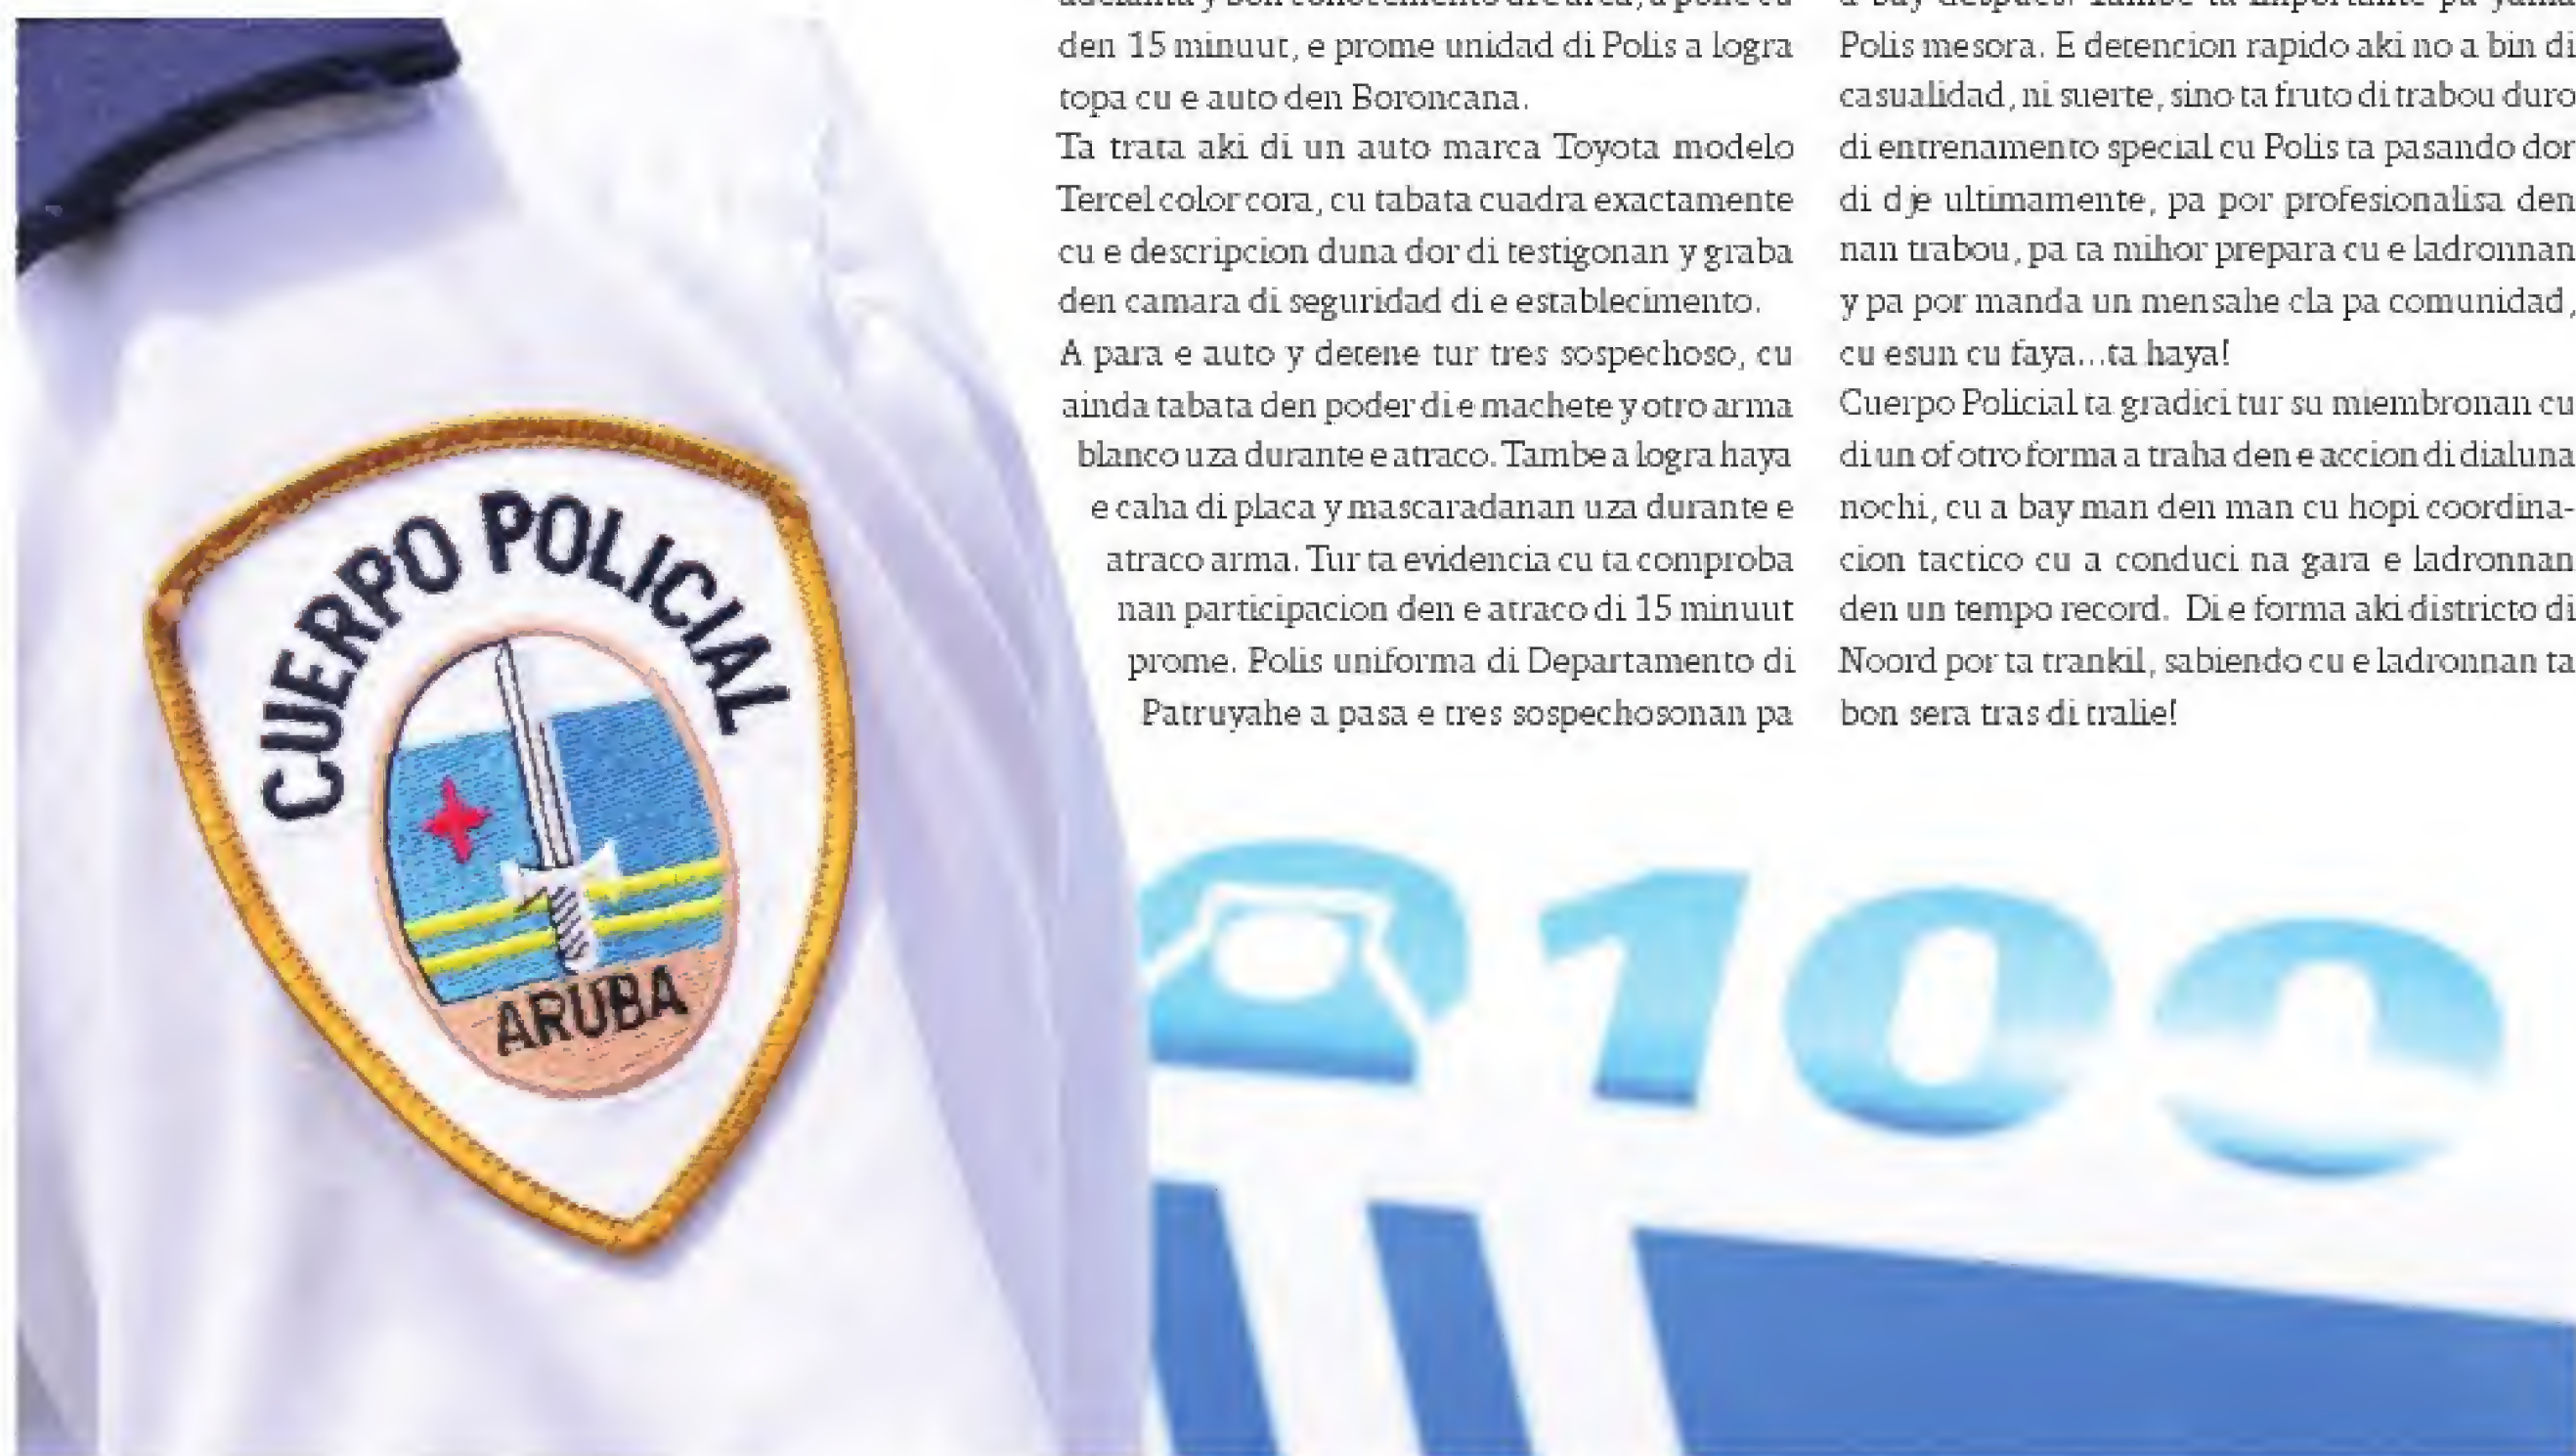 den 15 minuut, e prome unidad di Polis a logra
topa cu e auto den Boroncana.
Ta trata aki di un auto marca Toyota modelo
Tercel color cora, cu tabata cuadra exactamente
cu e descripcion duna dor di testigonan y graba
den camara di seguridad di e establecimento.
A para e auto y detene tur tres sospechoso, cu
ainda tabata den poder di e machete y otro arma
blanco uza durante e atraco. Tambe a logra haya
e caha di placa y mascaradanan uza durante e
atraco arma. Tur ta evidencia cu ta comproba
nan participacion den e atraco di 15 minuut
prome. Polis uniforma di Departamento di
Patruyahe a pasa e tres sospechosonan pa
a bay despues. Tambe ta importante pa yama
Polis mesora. E detencion rapido aki no a bin di
casualidad, ni suerte, sino ta fruto di trabou duro
di entrenamento special cu Polis ta pasando dor
di dje ultimamente, pa por profesionalisa den
nan trabou, pa ta mihor prepara cu e ladronnan
y pa por manda un mensahe cla pa comunidad,
cu esun cu faya...ta haya!
Cuerpo Policial ta gradici tur su miembronan cu
di un of otro forma a traha den e accion di dialuna
nochi, cu a bay man den man cu hopi coordina-
cion tactico cu a conduci na gara e ladronnan
den un tempo record. Di e forma aki districto di
Noord por ta trankil, sabiendo cu e ladronnan ta
bon sera tras di tralie!
CUERPO POLICIAL
ARUBA
100